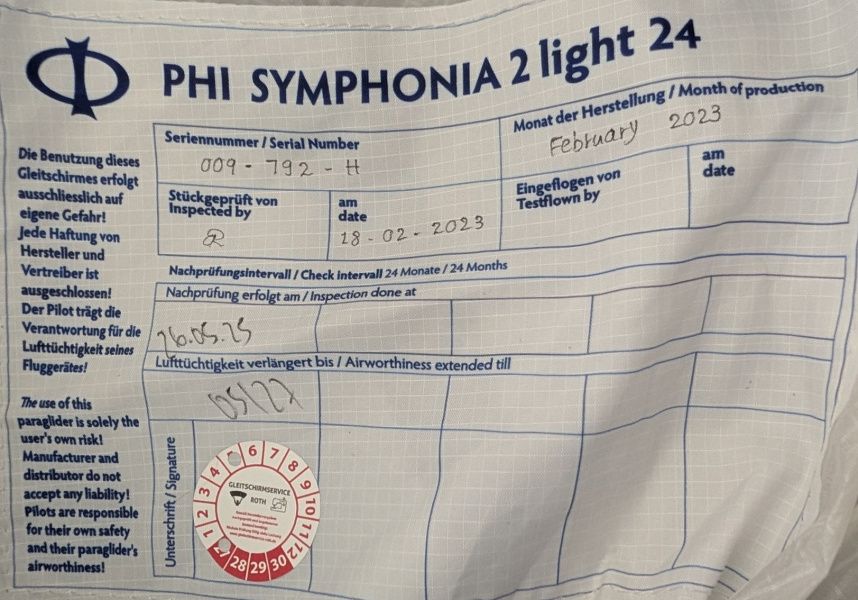 PHI SYMPHONIA 2 light 24
Seriennummer / Serial Number
009-792-H
Monat der Herstellung / Month of production
February 2023
Stückgeprüft von
Inspected by
am
date
18-02-2023
Eingeflogen von
Testflown by
am
date
Nachprüfungsintervall / Check intervall 24 Monate / 24 Months
Nachprüfung erfolgt am / Inspection done at
26.05.25
Lufttüchtigkeit verlängert bis / Airworthiness extended till
05/27
Unterschrift / Signature
1 2 3 4 6 7 8 9 10 11 12
28 29 30
GLEITSCHIRMSERVICE
ROTH
Die Benutzung dieses
Gleitschirmes erfolgt
ausschliesslich auf
eigene Gefahr!
Jede Haftung von
Hersteller und
Vertreiber ist
ausgeschlossen!
Der Pilot trägt die
Verantwortung für die
Lufttüchtigkeit seines
Fluggerätes!
The use of this
paraglider is solely the
user's own risk!
Manufacturer and
distributor do not
accept any liability!
Pilots are responsible
for their own safety
and their paraglider's
airworthiness!